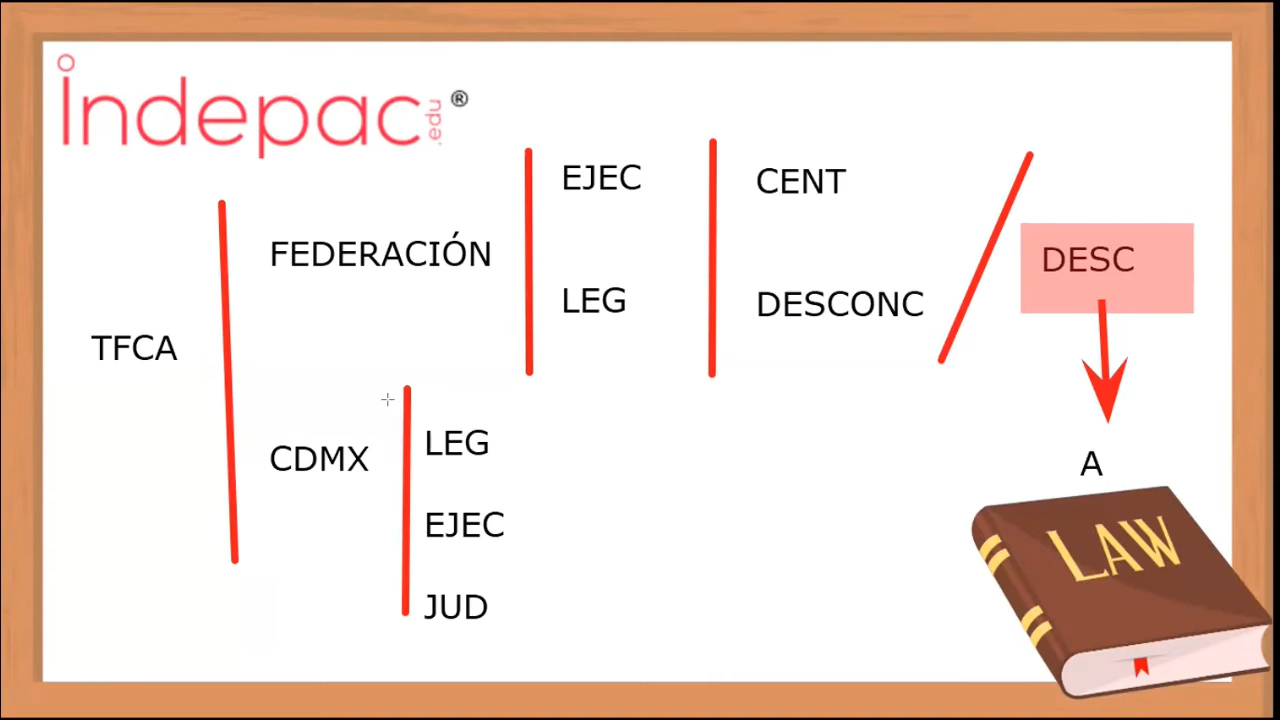 indepac.edu ®
EJEC
CENT
FEDERACIÓN
DESC
LEG
DESCONC
TFCA
CDMX
LEG
A
EJEC
JUD
LAW